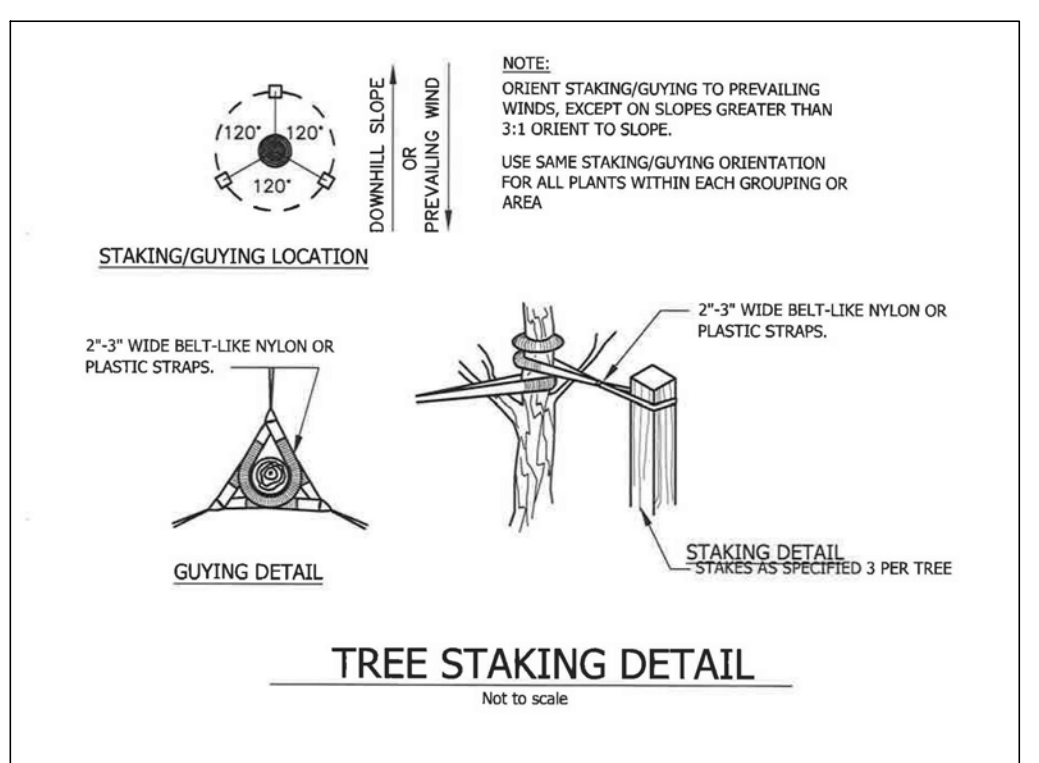 120°
120°
120°
DOWNHILL SLOPE
OR
PREVAILING WIND
NOTE:
ORIENT STAKING/GUYING TO PREVAILING
WINDS, EXCEPT ON SLOPES GREATER THAN
3:1 ORIENT TO SLOPE.
USE SAME STAKING/GUYING ORIENTATION
FOR ALL PLANTS WITHIN EACH GROUPING OR
AREA
STAKING/GUYING LOCATION
2"-3" WIDE BELT-LIKE NYLON OR
PLASTIC STRAPS.
GUYING DETAIL
2"-3" WIDE BELT-LIKE NYLON OR
PLASTIC STRAPS.
STAKING DETAIL
STAKES AS SPECIFIED 3 PER TREE
TREE STAKING DETAIL
Not to scale